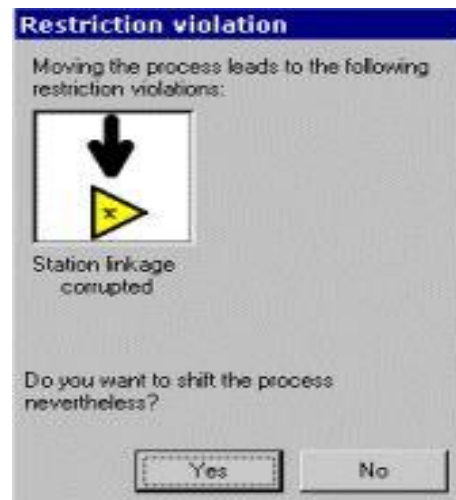 Restriction violation
Moving the process leads to the following
restriction violations:
x
Station linkage
corrupted
Do you want to shift the process
nevertheless?
Yes
No